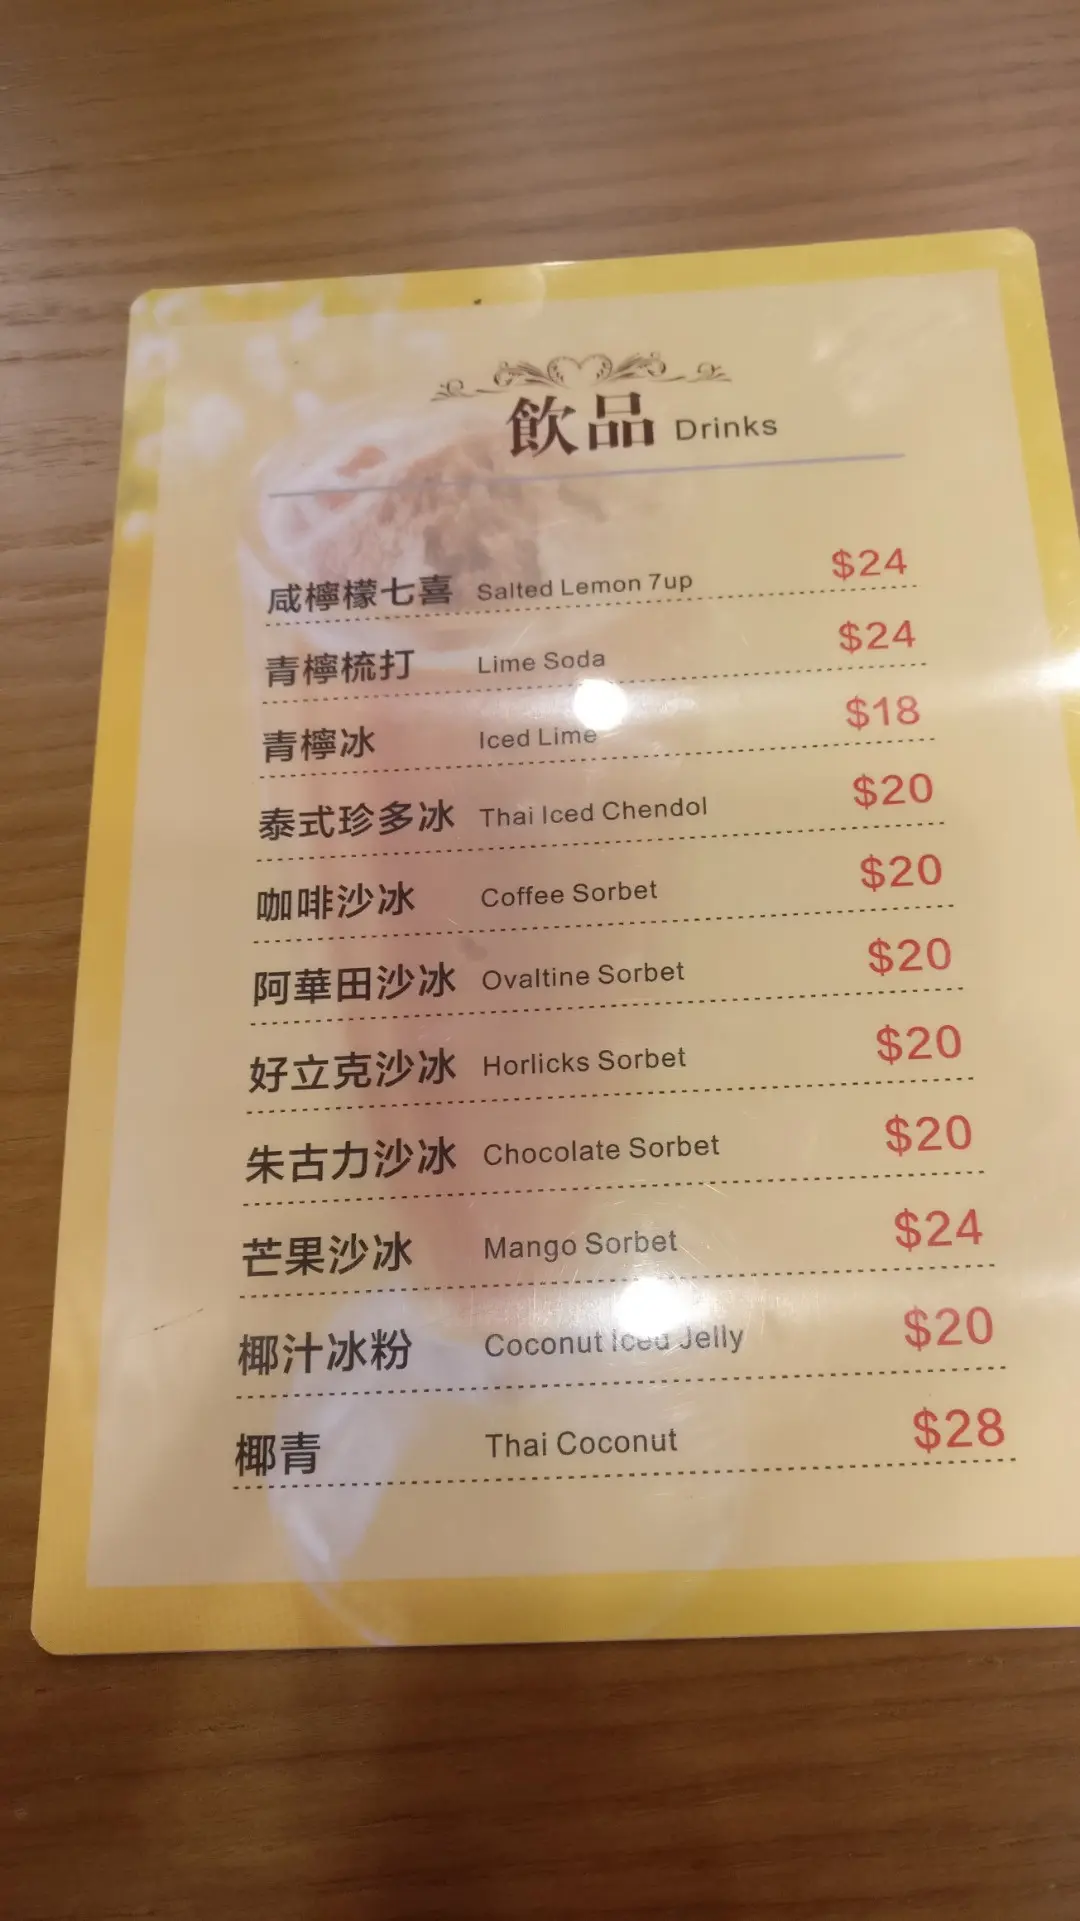 飲品 Drinks
咸檸檬七喜 Salted Lemon 7up $24
青檸梳打 Lime Soda $24
青檸冰 Iced Lime $18
泰式珍多冰 Thai Iced Chendol $20
咖啡沙冰 Coffee Sorbet $20
阿華田沙冰 Ovaltine Sorbet $20
好立克沙冰 Horlicks Sorbet $20
朱古力沙冰 Chocolate Sorbet $20
芒果沙冰 Mango Sorbet $24
椰汁冰粉 Coconut Iced Jelly $20
椰青 Thai Coconut $28